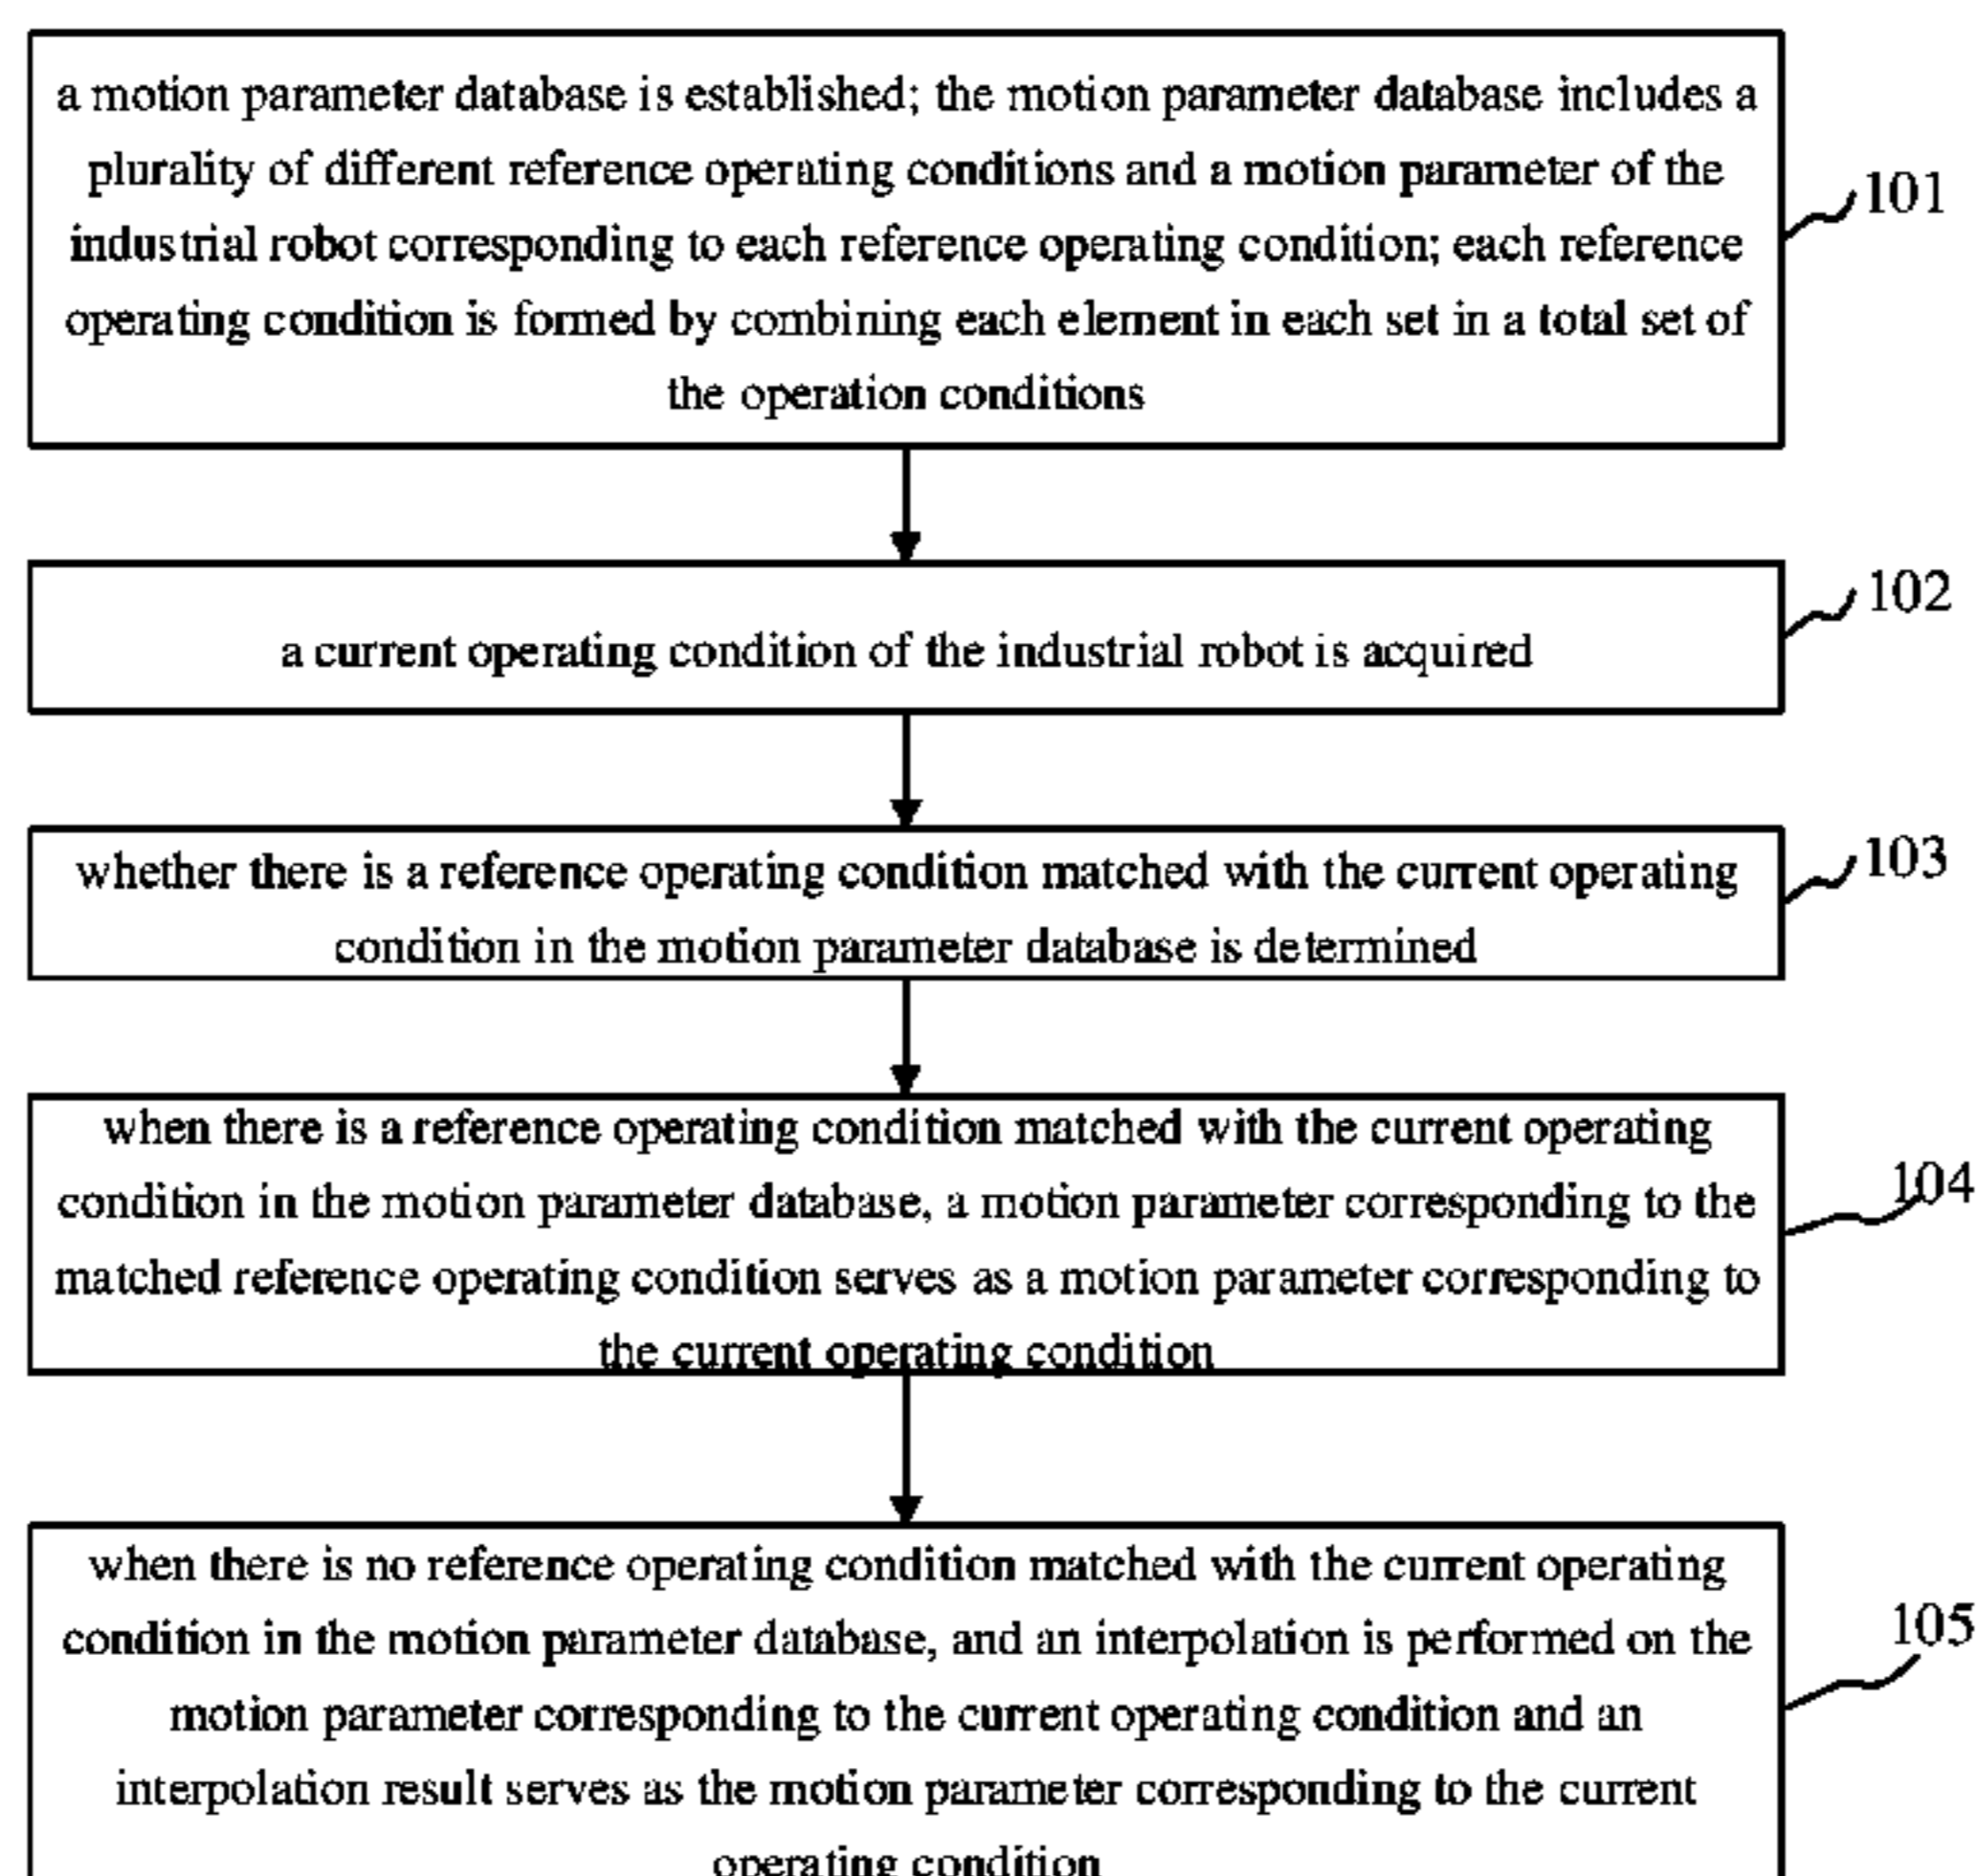 a motion parameter database is established; the motion parameter database includes a
plurality of different reference operating conditions and a motion parameter of the
industrial robot corresponding to each reference operating condition; each reference
operating condition is formed by combining each element in each set in a total set of
the operation conditions
101
a current operating condition of the industrial robot is acquired
102
whether there is a reference operating condition matched with the current operating
condition in the motion parameter database is determined
103
when there is a reference operating condition matched with the current operating
condition in the motion parameter database, a motion parameter corresponding to the
matched reference operating condition serves as a motion parameter corresponding to
the current operating condition
104
when there is no reference operating condition matched with the current operating
condition in the motion parameter database, and an interpolation is performed on the
motion parameter corresponding to the current operating condition and an
interpolation result serves as the motion parameter corresponding to the current
operating condition
105